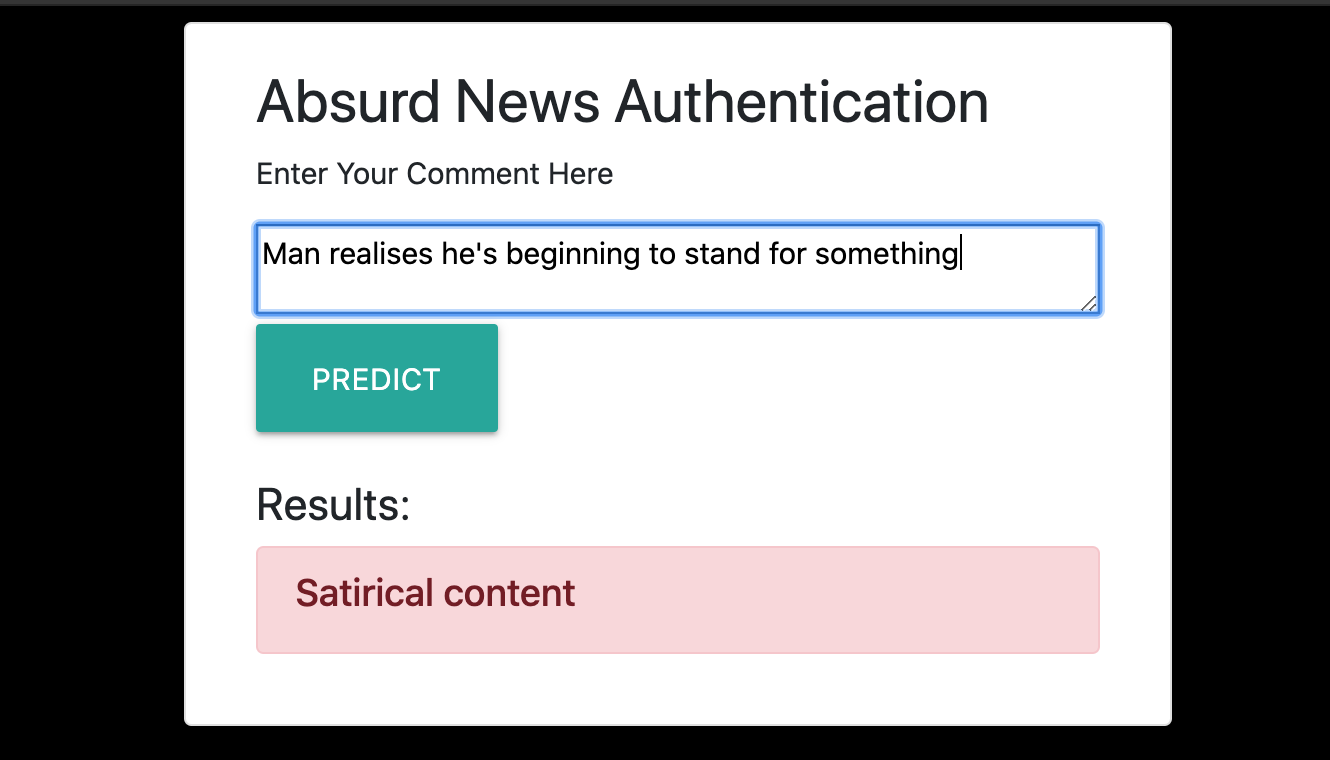 Absurd News Authentication
Enter Your Comment Here
Man realises he's beginning to stand for something
PREDICT
Results:
Satirical content